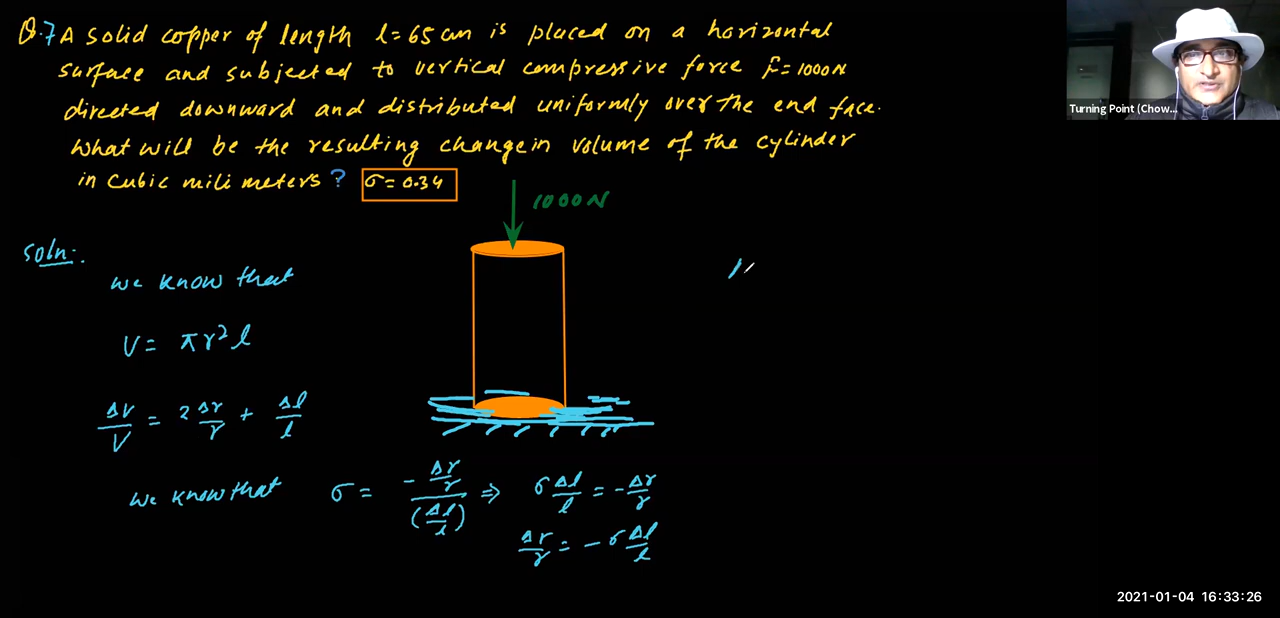 Q.7 A solid copper of length l = 65 cm is placed on a horizontal
surface and subjected to vertical compressive force F = 1000 N
directed downward and distributed uniformly over the end face.
what will be the resulting change in volume of the cylinder
in cubic mili meters ? σ = 0.34
1000 N
Soln:.
we know that
V = πr²l
ΔV/V = 2 Δr/r + Δl/l
we know that σ = - Δr/r / (Δl/l) ⇒ σ Δl/l = - Δr/r
Δr/r = - σ Δl/l
Turning Point (Chow...
2021-01-04 16:33:26